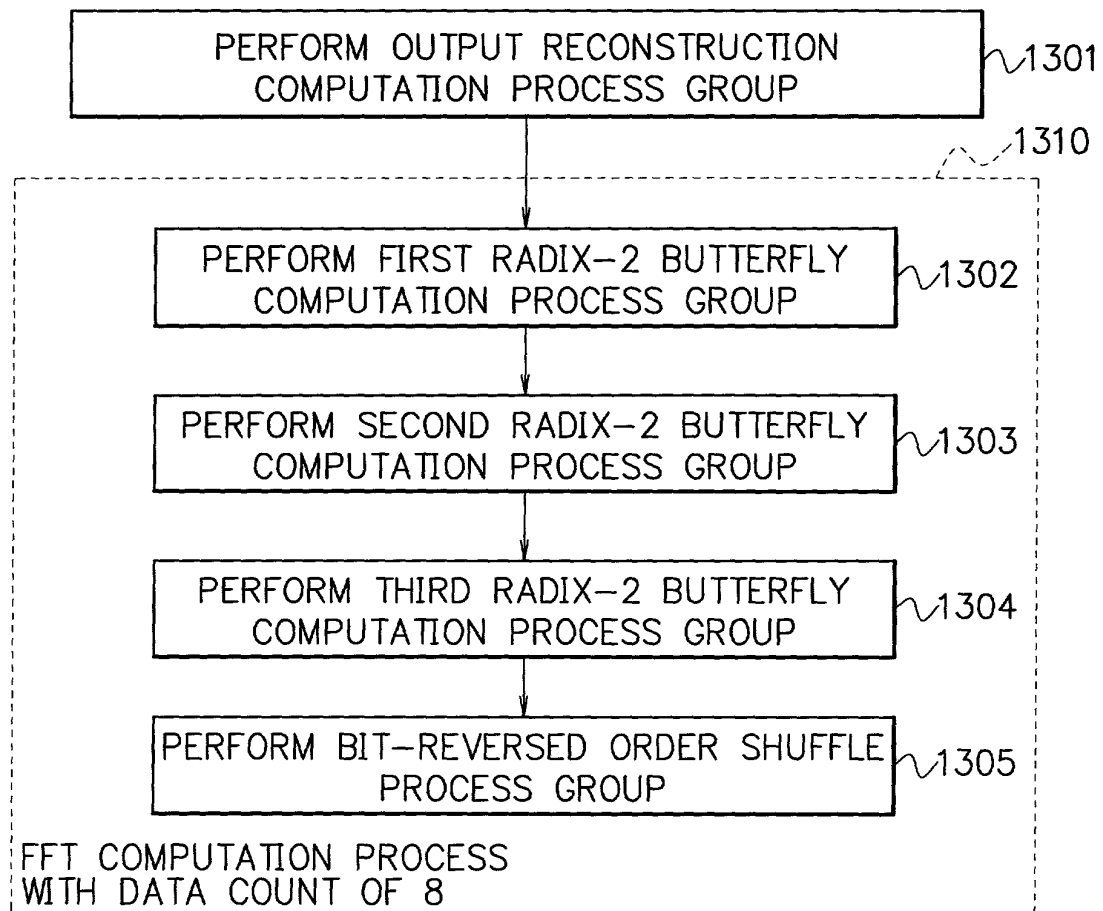 PERFORM OUTPUT RECONSTRUCTION
COMPUTATION PROCESS GROUP
1301
1310
PERFORM FIRST RADIX-2 BUTTERFLY
COMPUTATION PROCESS GROUP
1302
PERFORM SECOND RADIX-2 BUTTERFLY
COMPUTATION PROCESS GROUP
1303
PERFORM THIRD RADIX-2 BUTTERFLY
COMPUTATION PROCESS GROUP
1304
PERFORM BIT-REVERSED ORDER SHUFFLE
PROCESS GROUP
1305
FFT COMPUTATION PROCESS
WITH DATA COUNT OF 8